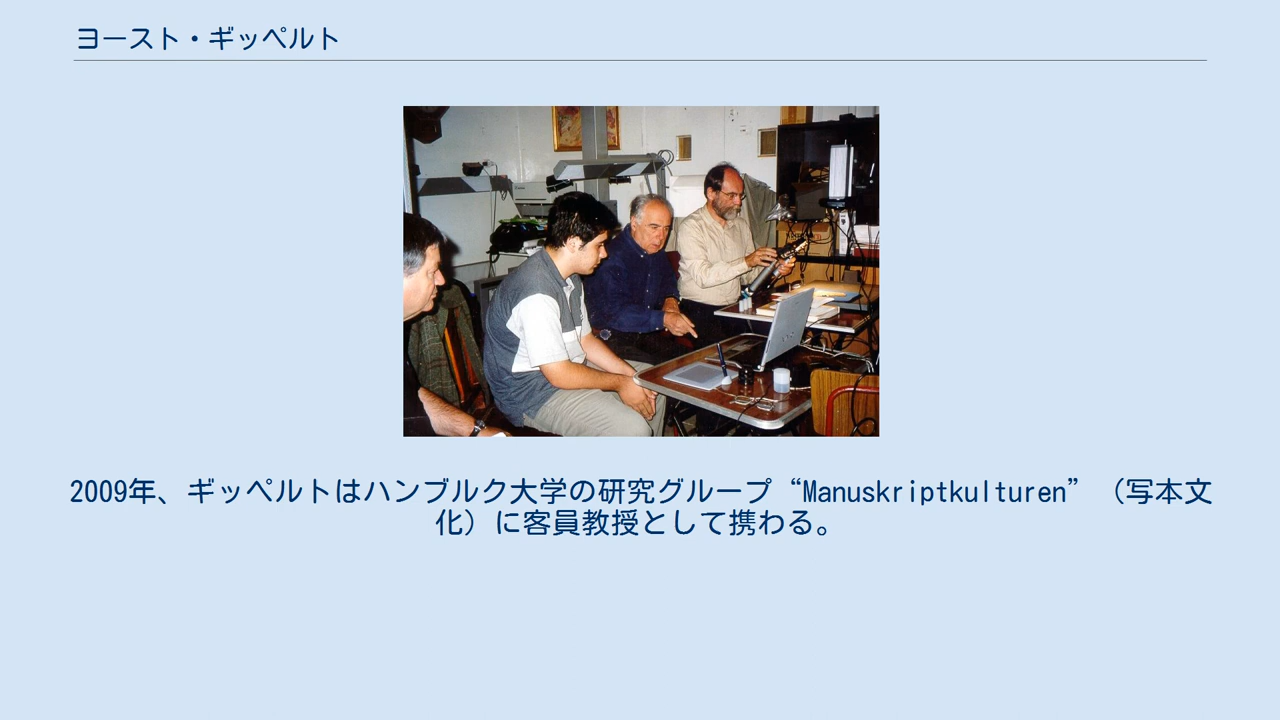 ヨースト・ギッペルト
2009年、ギッペルトはハンブルク大学の研究グループ“Manuskriptkulturen”（写本文
化）に客員教授として携わる。